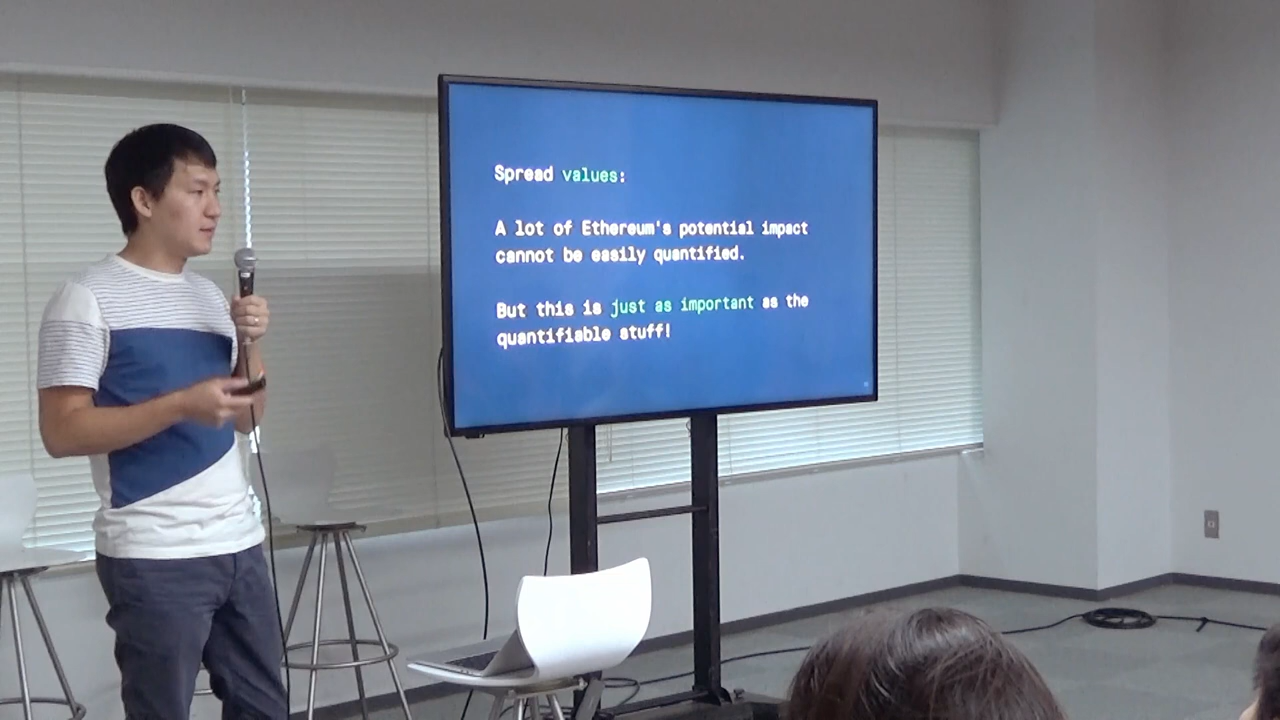 Spread values:
A lot of Ethereum's potential impact
cannot be easily quantified.
But this is just as important as the
quantifiable stuff!